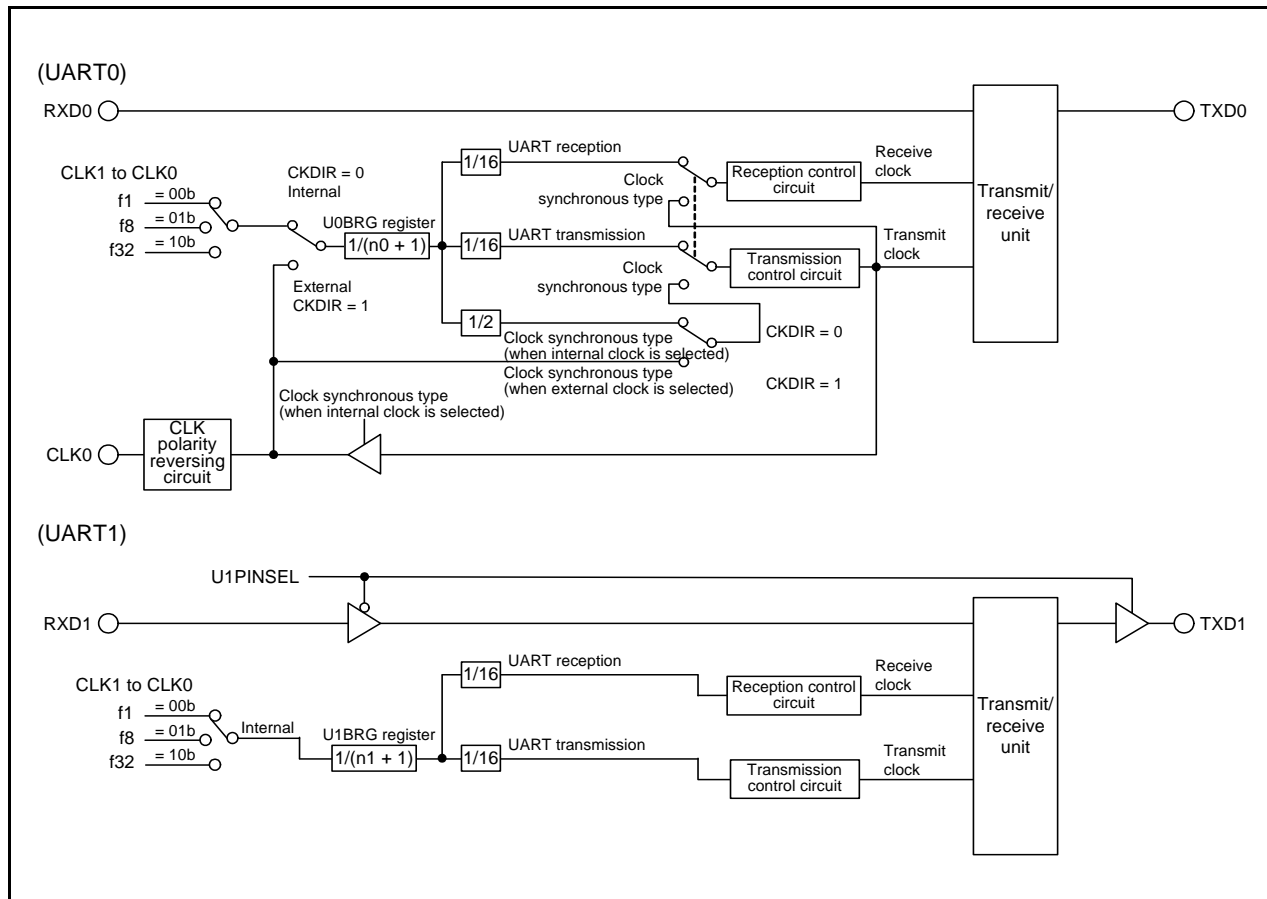 (UART0)
RXD0
TXD0
CLK1 to CLK0
f1
= 00b
f8
= 01b
f32
= 10b
CKDIR = 0
Internal
External
CKDIR = 1
U0BRG register
1/(n0 + 1)
1/16
UART reception
Clock
synchronous type
1/16
UART transmission
Clock
synchronous type
1/2
Clock synchronous type
(when internal clock is selected)
Clock synchronous type
(when external clock is selected)
CKDIR = 0
CKDIR = 1
Reception control
circuit
Receive
clock
Transmission
control circuit
Transmit
clock
Transmit/
receive
unit
Clock synchronous type
(when internal clock is selected)
CLK0
CLK
polarity
reversing
circuit
(UART1)
U1PINSEL
RXD1
TXD1
CLK1 to CLK0
f1
= 00b
f8
= 01b
f32
= 10b
Internal
U1BRG register
1/(n1 + 1)
1/16
UART reception
1/16
UART transmission
Reception control
circuit
Receive
clock
Transmission
control circuit
Transmit
clock
Transmit/
receive
unit